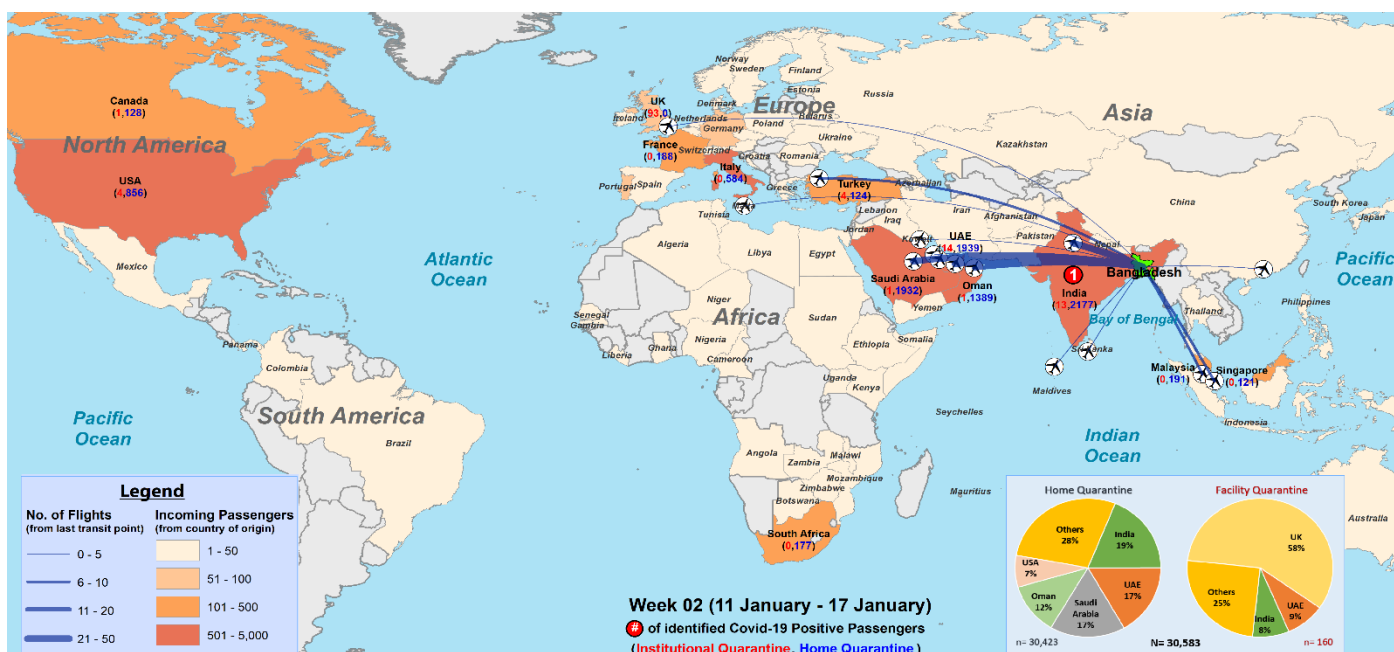 Canada
(1,128)
North America
USA
(4,856)
Mexico
Panama
Colombia
South America
Brazil
Pacific
Ocean
Atlantic
Ocean
Norway
Sweden
Finland
Estonia
Russia
UK
(93,0)
Ireland
Denmark
Netherlands
Europe
Belarus
Poland
Germany
Ukraine
France
(0,188)
Switzerland
Croatia
Romania
Kazakhstan
Asia
Italy
(0,584)
Portugal
Spain
Greece
Turkey
(4,124)
Azerbaijan
Malta
Tunisia
Lebanon
Iraq
Jordan
Iran
Afghanistan
China
South Korea
Japan
Algeria
Libya
Egypt
Kuwait
UAE
(14,1939)
Pakistan
Nepal
Bangladesh
Saudi Arabia
(1,1932)
Oman
(1,1389)
1
India
(13,2177)
Bay of Bengal
Yemen
Thailand
Philippines
Pacific
Ocean
Niger
Sudan
Africa
Senegal
Gambia
Nigeria
Ghana
Liberia
Cameroon
Ethiopia
Somalia
Uganda
Kenya
Sri Lanka
Maldives
Malaysia
(0,191)
Singapore
(0,121)
Indonesia
Seychelles
Indian
Ocean
Angola
Zambia
Malawi
Mozambique
Zimbabwe
Botswana
Mauritius
South Africa
(0,177)
Australia
Legend
No. of Flights
(from last transit point)
0 - 5
6 - 10
11 - 20
21 - 50
Incoming Passengers
(from country of origin)
1 - 50
51 - 100
101 - 500
501 - 5,000
Week 02 (11 January - 17 January)
# of identified Covid-19 Positive Passengers
(Institutional Quarantine, Home Quarantine)
Home Quarantine
Others
28%
India
19%
USA
7%
Oman
12%
Saudi
Arabia
17%
UAE
17%
n= 30,423
N= 30,583
Facility Quarantine
UK
58%
Others
25%
India
8%
UAE
9%
n= 160